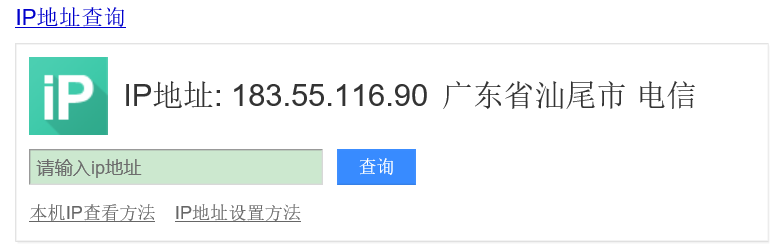 IP地址查询
iP
IP地址: 183.55.116.90 广东省汕尾市 电信
请输入ip地址
查询
本机IP查看方法 IP地址设置方法